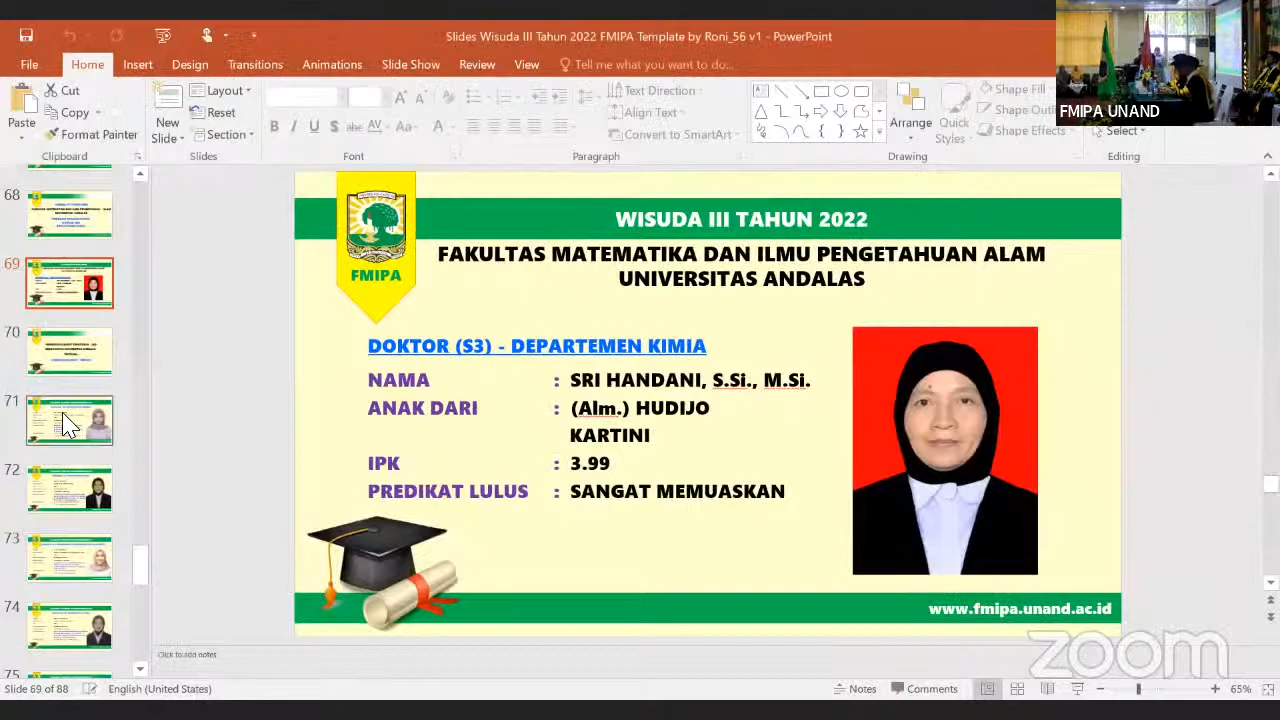 Slides Wisuda III Tahun 2022 FMIPA Template by Roni_56 v1 - PowerPoint
File Home Insert Design Transitions Animations Slide Show Review View Tell me what you want to do...
FMIPA UNAND
Paste
Cut
Copy
Format Painter
Clipboard
New
Slide
Layout
Reset
Section
Slides
B I U S abc AV Aa A
Font
Text Direction
Align Text
Convert to SmartArt
Paragraph
Arrange
Quick
Styles
Shape Fill
Shape Outl
Shape Effects
Drawing
Select
Editing
68
69
70
71
72
73
74
75
FMIPA
WISUDA III TAHUN 2022
FAKULTAS MATEMATIKA DAN ILMU PENGETAHUAN ALAM
UNIVERSITAS ANDALAS
DOKTOR (S3) - DEPARTEMEN KIMIA
NAMA : SRI HANDANI, S.Si., M.Si.
ANAK DARI : (Alm.) HUDIJO
KARTINI
IPK : 3.99
PREDIKAT LULUS : SANGAT MEMUASKAN
www.fmipa.unand.ac.id
zoom
Click to add notes
Slide 69 of 88 English (United States) Notes Comments 65%